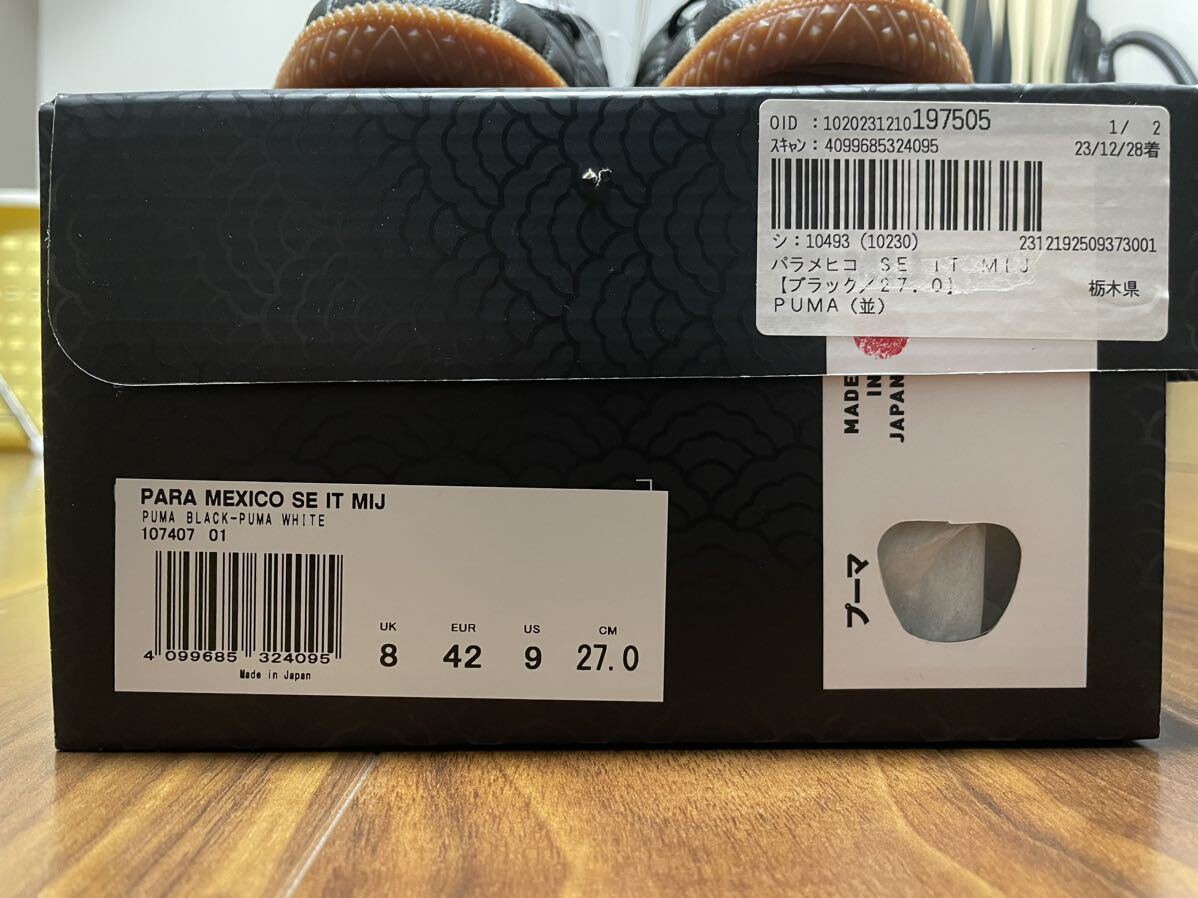 OID :1020231210197505
1/ 2
ｽｷｬﾝ: 4099685324095
23/12/28着
シ: 10493 (10230)
2312192509373001
パラメヒコ ＳＥ ＩＴ ＭＩＪ
【ブラック／２７．０】
栃木県
ＰＵＭＡ（並）
MADE
IN
JAPAN
プーマ
PARA MEXICO SE IT MIJ
PUMA BLACK-PUMA WHITE
107407 01
4 099685 324095
Made in Japan
UK
EUR
US
CM
8
42
9
27.0